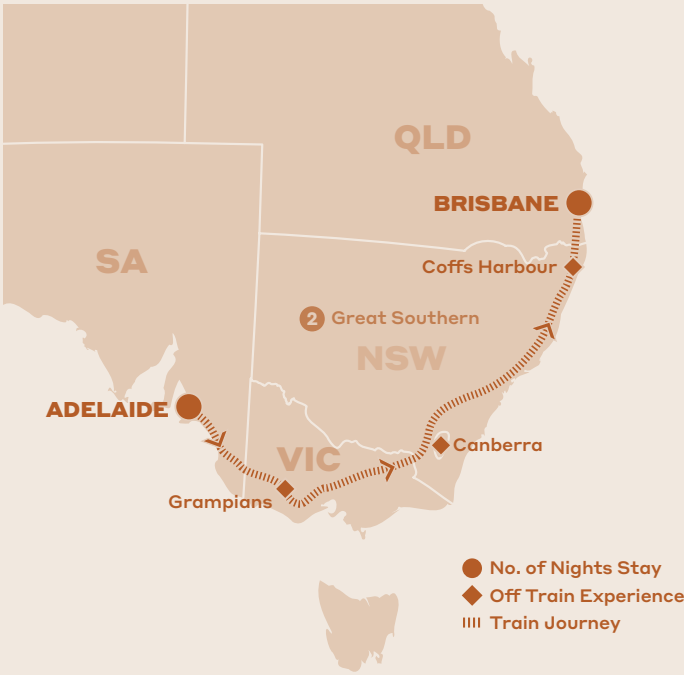 QLD
BRISBANE
SA
Coffs Harbour
2 Great Southern
NSW
ADELAIDE
VIC
Canberra
Grampians
No. of Nights Stay
Off Train Experience
Train Journey